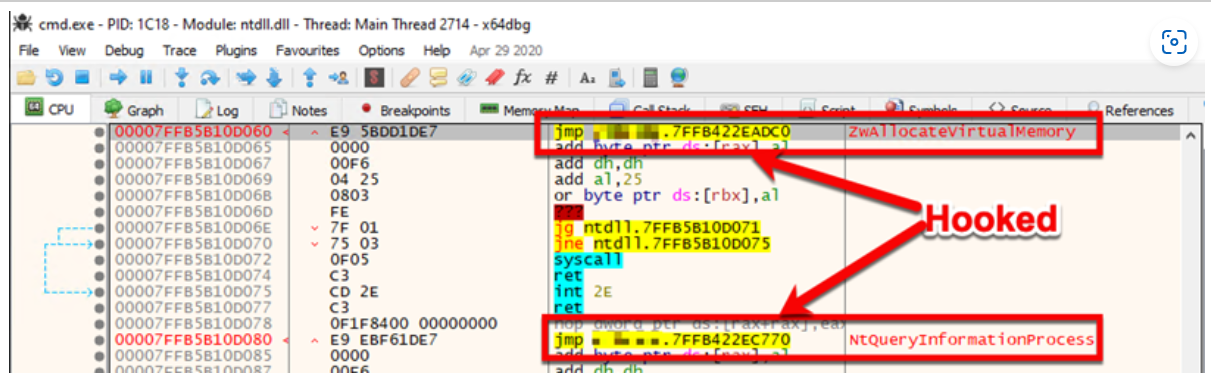 cmd.exe - PID: 1C18 - Module: ntdll.dll - Thread: Main Thread 2714 - x64dbg
File View Debug Trace Plugins Favourites Options Help Apr 29 2020
CPU Graph Log Notes Breakpoints Memory Map Call Stack SEH Script Symbols Source References
00007FFB5B10D060 E9 5BDD1DE7 jmp .7FFB422EADC0 ZwAllocateVirtualMemory
00007FFB5B10D065 0000 add byte ptr ds:[rax],al
00007FFB5B10D067 00F6 add dh,dh
00007FFB5B10D069 04 25 add al,25
00007FFB5B10D06B 0803 or byte ptr ds:[rbx],al
00007FFB5B10D06D FE ???
00007FFB5B10D06E 7F 01 jg ntdll.7FFB5B10D071
00007FFB5B10D070 75 03 jne ntdll.7FFB5B10D075
00007FFB5B10D072 0F05 syscall
00007FFB5B10D074 C3 ret
00007FFB5B10D075 CD 2E int 2E
00007FFB5B10D077 C3 ret
00007FFB5B10D078 0F1F8400 00000000 nop dword ptr ds:[rax+rax],eax
00007FFB5B10D080 E9 EBF61DE7 jmp .7FFB422EC770 NtQueryInformationProcess
00007FFB5B10D085 0000 add byte ptr ds:[rax],al
00007FFB5B10D087 00F6 add dh,dh
Hooked